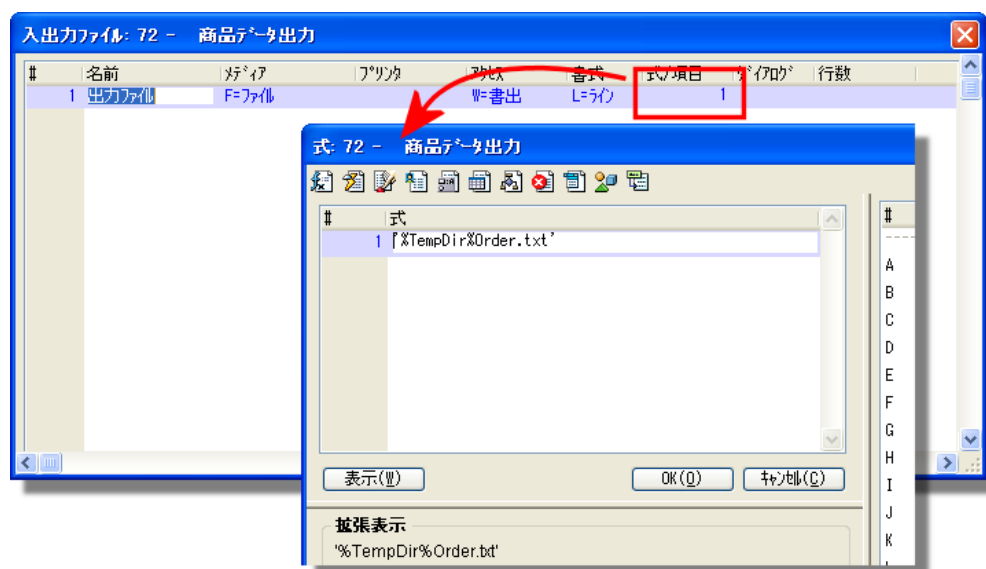 入出力ﾌｧｲﾙ: 72 - 商品ﾃﾞｰﾀ出力
# 名前 ﾒﾃﾞｨｱ ﾌﾟﾘﾝﾀ ｱｸｾｽ 書式 式/項目 ﾀﾞｲｱﾛｸﾞ 行数
1 出力ﾌｧｲﾙ F=ﾌｧｲﾙ W=書出 L=ﾗｲﾝ 1
式: 72 - 商品ﾃﾞｰﾀ出力
# 式
1 '%TempDir%Order.txt'
#
A
B
C
D
E
F
G
H
I
J
K
表示(W) OK(O) ｷｬﾝｾﾙ(C)
拡張表示
'%TempDir%Order.txt'